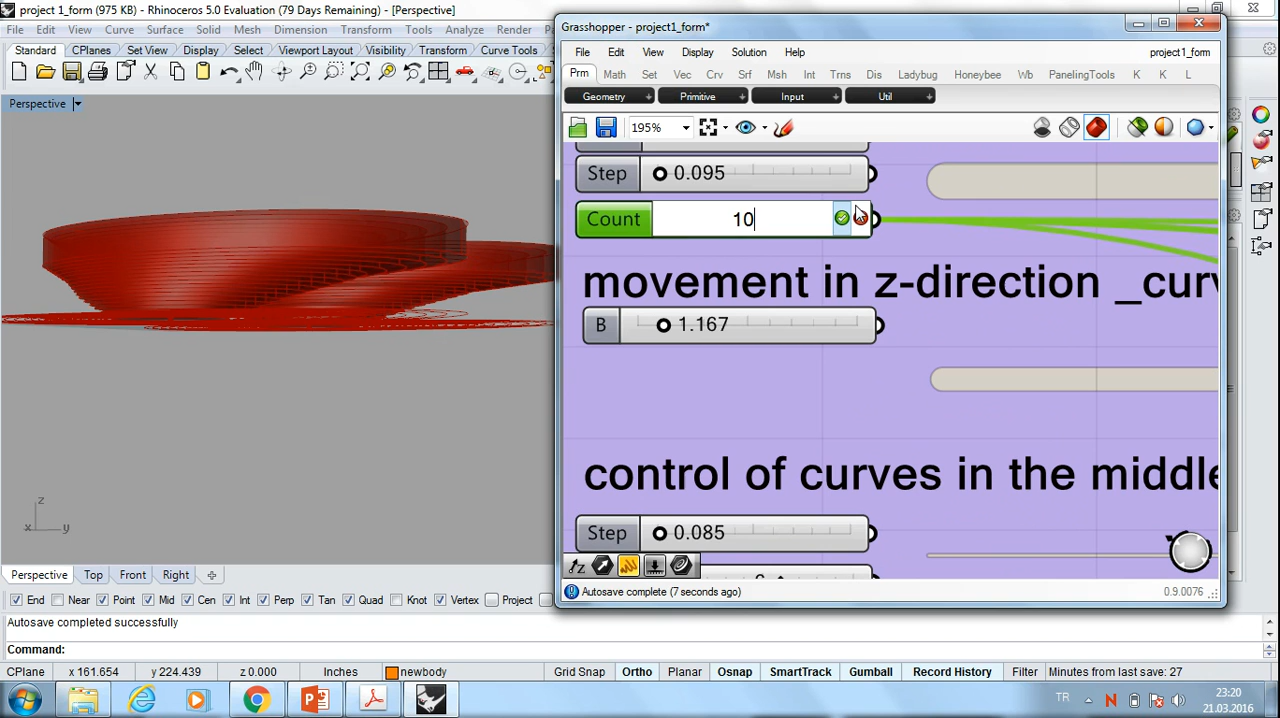 project 1_form (975 KB) - Rhinoceros 5.0 Evaluation (79 Days Remaining) - [Perspective]
File Edit View Curve Surface Solid Mesh Dimension Transform Tools Analyze Render
Standard CPlanes Set View Display Select Viewport Layout Visibility Transform Curve Tools
Perspective
z
x y
Grasshopper - project1_form*
File Edit View Display Solution Help project1_form
Prm Math Set Vec Crv Srf Msh Int Trns Dis Ladybug Honeybee Wb PanelingTools K K L
Geometry Primitive Input Util
195%
Step 0.095
Count 10
movement in z-direction _curv
B 1.167
control of curves in the middle
Step 0.085
Autosave complete (7 seconds ago) 0.9.0076
Perspective Top Front Right
End Near Point Mid Cen Int Perp Tan Quad Knot Vertex Project
Autosave completed successfully
Command:
CPlane x 161.654 y 224.439 z 0.000 Inches newbody Grid Snap Ortho Planar Osnap SmartTrack Gumball Record History Filter Minutes from last save: 27
TR 23:20
21.03.2016